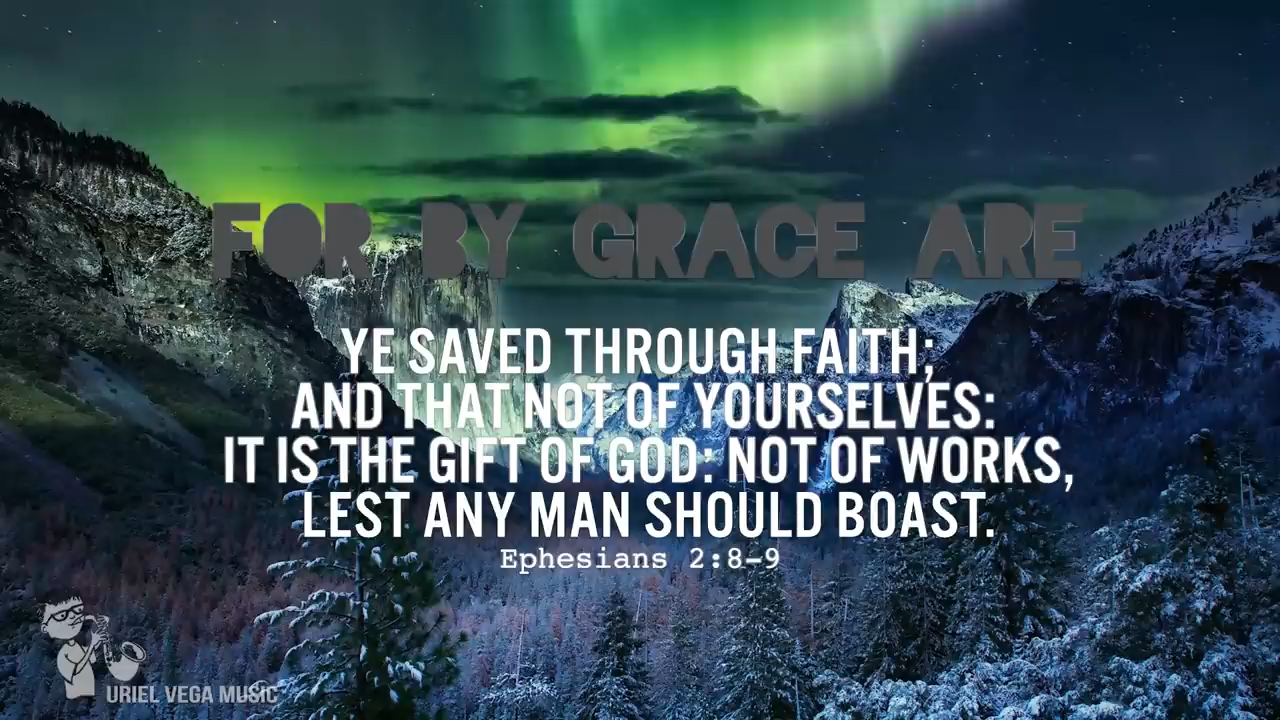 FOR BY GRACE ARE
YE SAVED THROUGH FAITH;
AND THAT NOT OF YOURSELVES:
IT IS THE GIFT OF GOD: NOT OF WORKS,
LEST ANY MAN SHOULD BOAST.
Ephesians 2:8-9
URIEL VEGA MUSIC